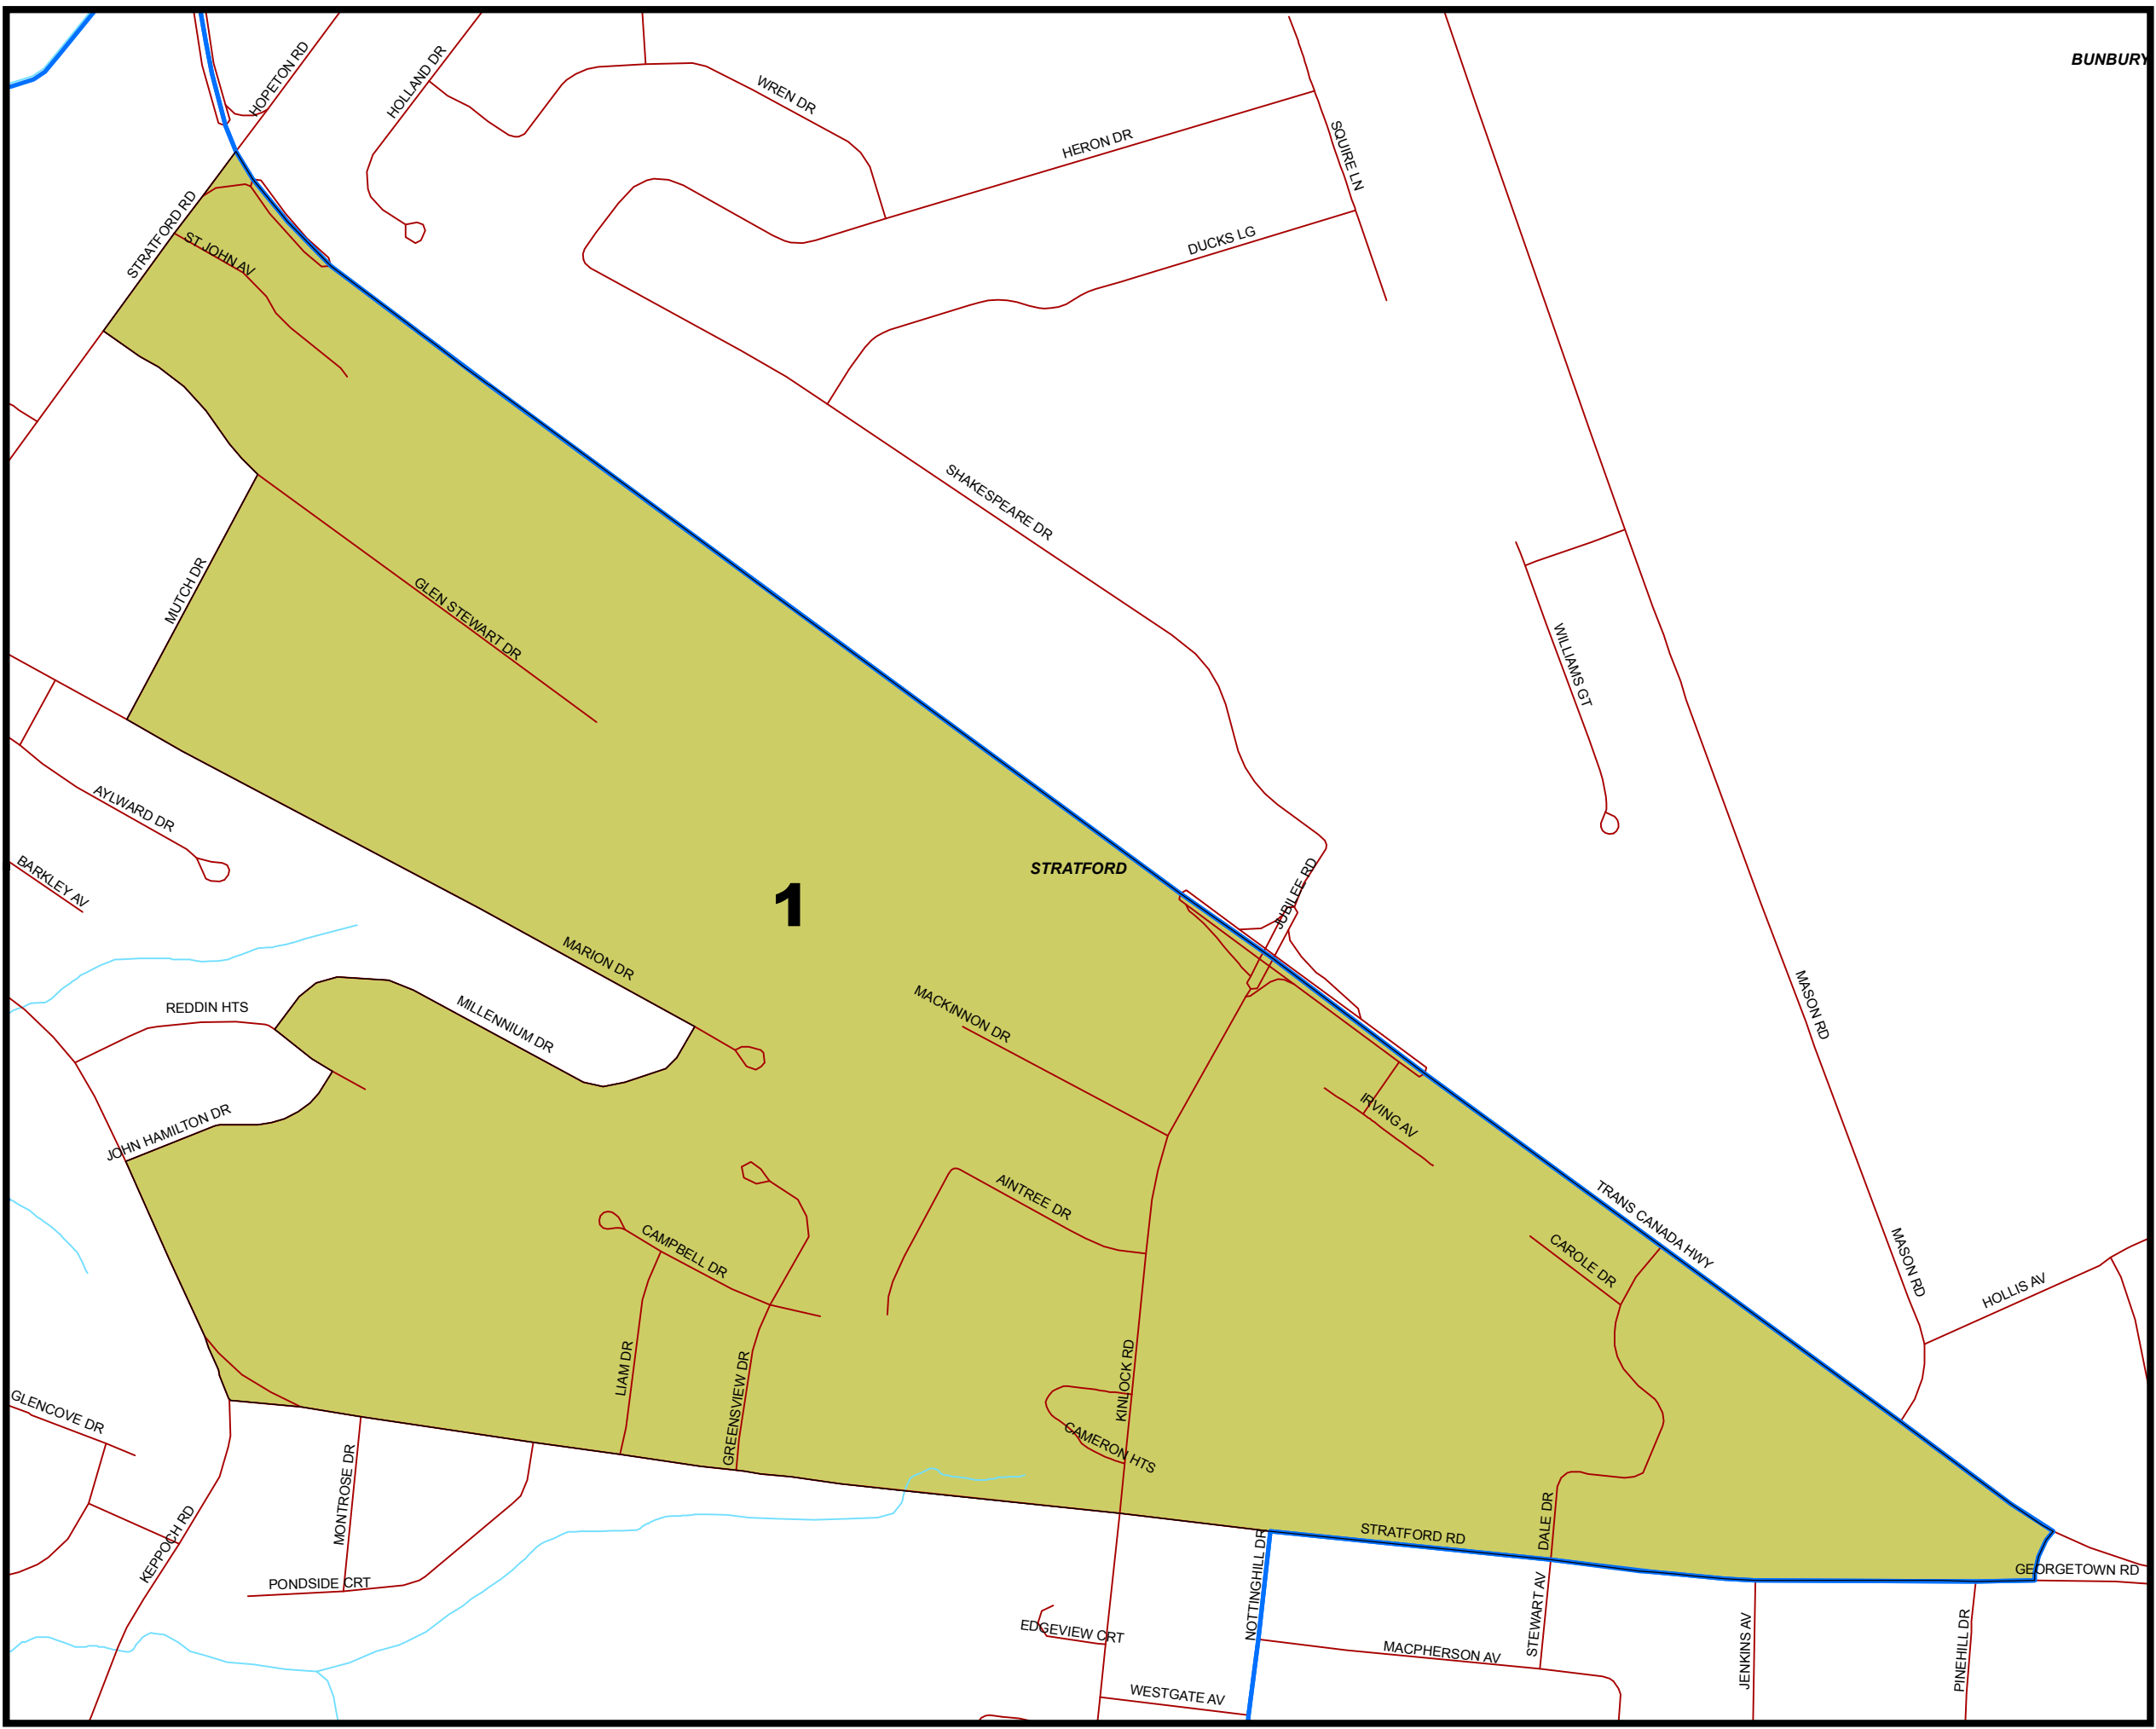 BUNBURY
HOPETON RD
HOLLAND DR
WREN DR
HERON DR
SQUIRE LN
STRATFORD RD
ST JOHN AV
DUCKS LG
SHAKESPEARE DR
MUTCH DR
GLEN STEWART DR
WILLIAMS GT
AYLWARD DR
BARKLEY AV
STRATFORD
1
JUBILEE RD
MARION DR
REDDIN HTS
MILLENNIUM DR
MACKINNON DR
MASON RD
JOHN HAMILTON DR
IRVING AV
AINTREE DR
CAMPBELL DR
TRANS CANADA HWY
CAROLE DR
MASON RD
HOLLIS AV
LIAM DR
GREENSVIEW DR
KINLOCK RD
GLENCOVE DR
CAMERON HTS
MONTROSE DR
KEPPOCH RD
STRATFORD RD
DALE DR
GEORGETOWN RD
PONDSIDE CRT
NOTTINGHILL DR
STEWART AV
EDGEVIEW CRT
MACPHERSON AV
JENKINS AV
PINEHILL DR
WESTGATE AV